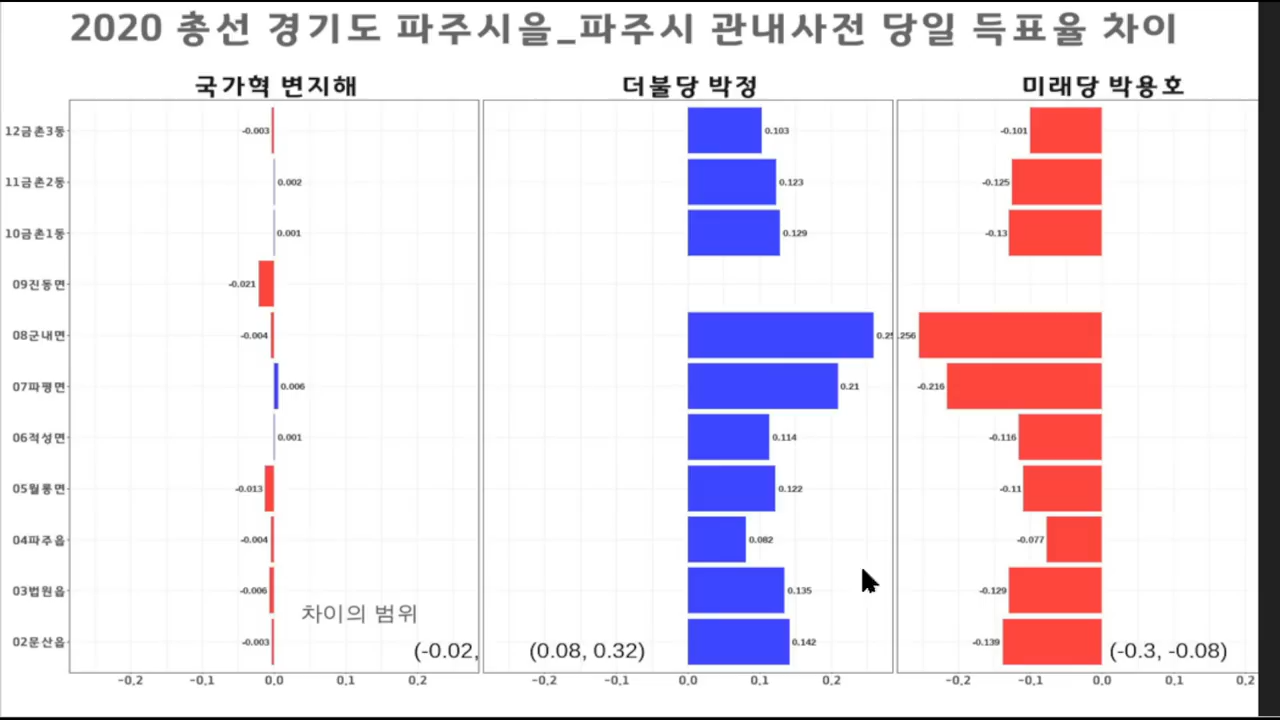 2020 총선 경기도 파주시을_파주시 관내사전 당일 득표율 차이
국가혁 변지해 더불당 박정 미래당 박용호
12금촌3동 -0.003 0.103 -0.101
11금촌2동 0.002 0.123 -0.125
10금촌1동 0.001 0.129 -0.13
09진동면 -0.021
08군내면 -0.004 0.25 .256
07파평면 0.006 0.21 -0.216
06적성면 0.001 0.114 -0.116
05월롱면 -0.013 0.122 -0.11
04파주읍 -0.004 0.082 -0.077
03법원읍 -0.006 0.135 -0.129
차이의 범위
02문산읍 -0.003 0.142 -0.139
(-0.02, (0.08, 0.32) (-0.3, -0.08)
-0.2 -0.1 0.0 0.1 0.2 -0.2 -0.1 0.0 0.1 0.2 -0.2 -0.1 0.0 0.1 0.2